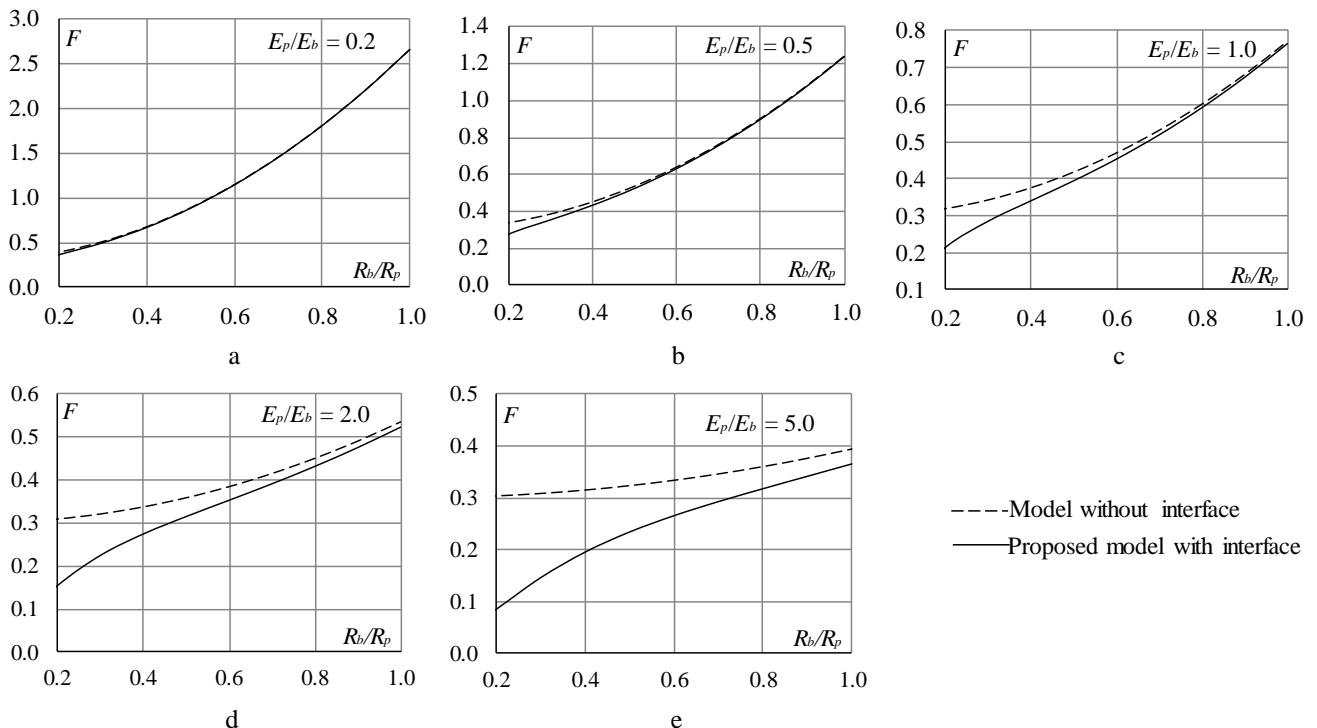 F
Ep/Eb = 0.2
3.0
2.5
2.0
1.5
1.0
0.5
0.0
Rb/Rp
0.2 0.4 0.6 0.8 1.0
a
F
Ep/Eb = 0.5
1.4
1.2
1.0
0.8
0.6
0.4
0.2
0.0
Rb/Rp
0.2 0.4 0.6 0.8 1.0
b
F
Ep/Eb = 1.0
0.8
0.7
0.6
0.5
0.4
0.3
0.2
0.1
Rb/Rp
0.2 0.4 0.6 0.8 1.0
c
F
Ep/Eb = 2.0
0.6
0.5
0.4
0.3
0.2
0.1
0.0
Rb/Rp
0.2 0.4 0.6 0.8 1.0
d
F
Ep/Eb = 5.0
0.5
0.4
0.3
0.2
0.1
0.0
Rb/Rp
0.2 0.4 0.6 0.8 1.0
e
Model without interface
Proposed model with interface